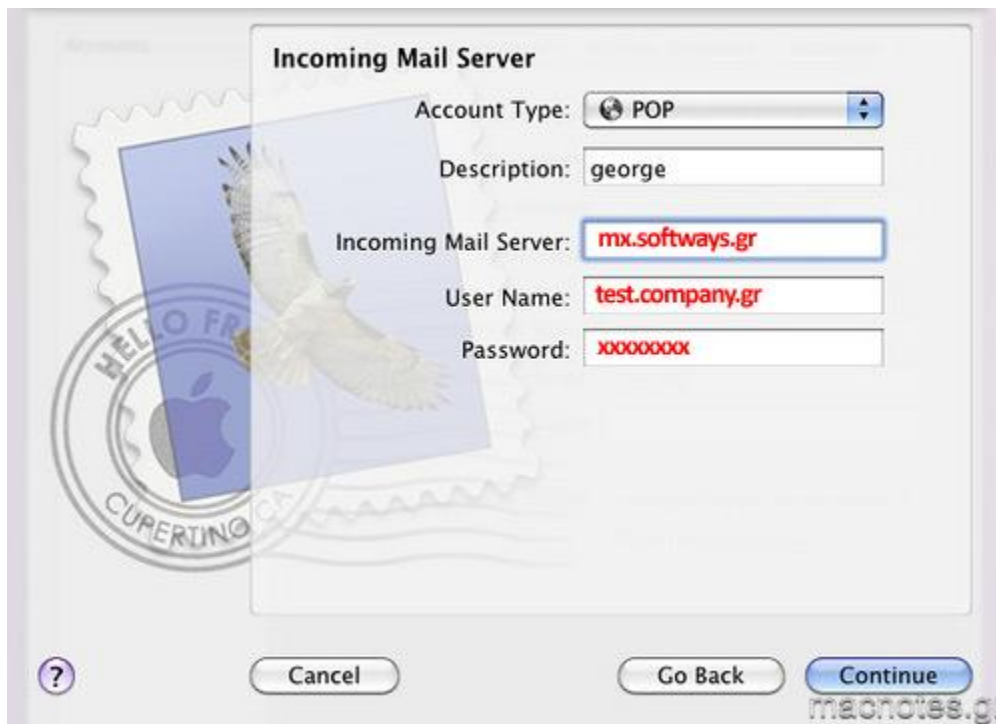 Incoming Mail Server
Account Type: POP
Description: george
Incoming Mail Server: mx.softways.gr
User Name: test.company.gr
Password: xxxxxxxx
HELLO FR
CUPERTINO CA
? Cancel Go Back Continue
macnotes.g